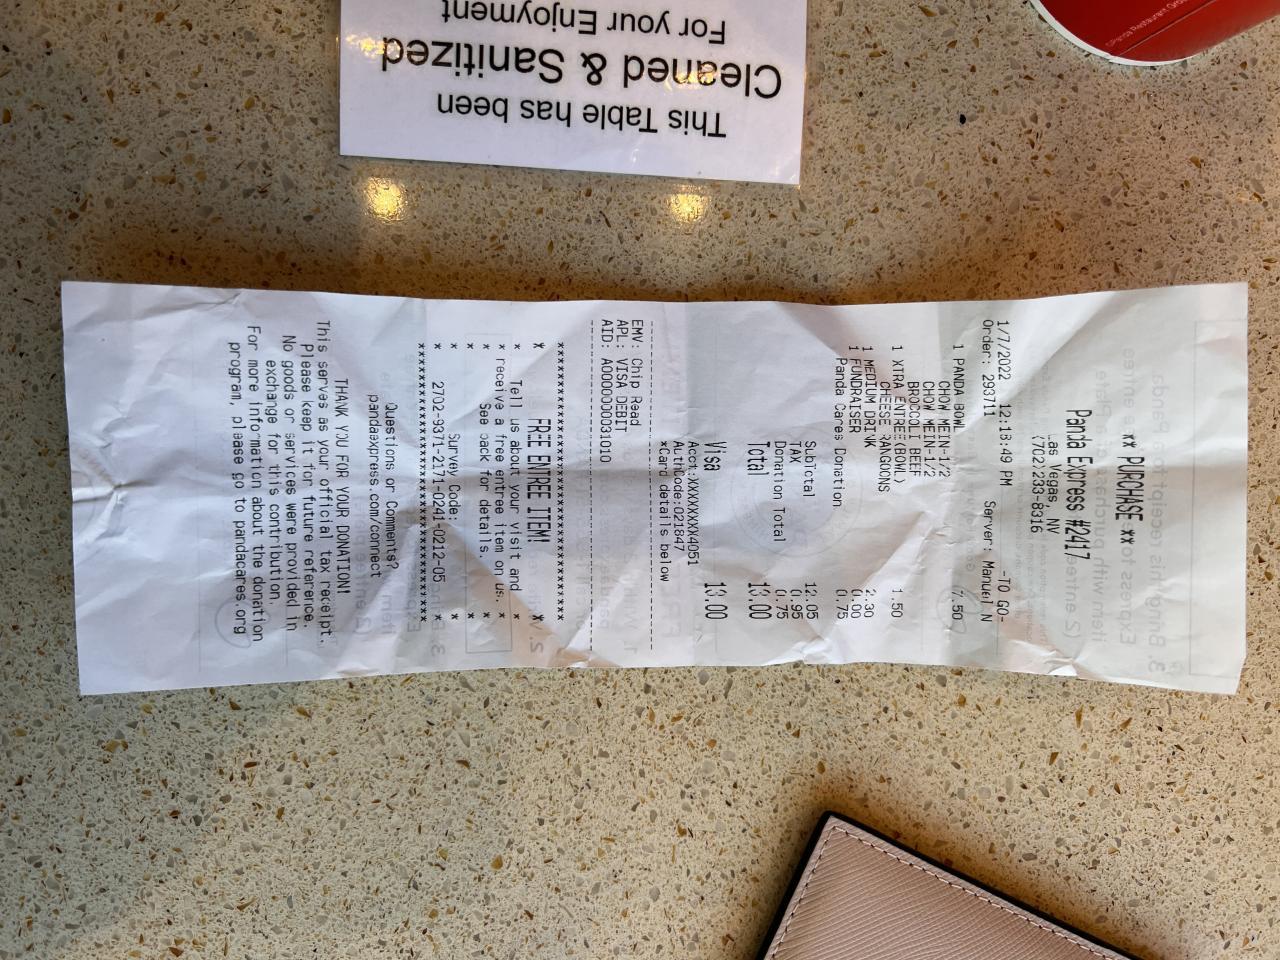 This Table has been
Cleaned & Sanitized
For your Enjoyment
** PURCHASE **
Panda Express #2417
Las Vegas, NV
(702)233-8316
-TO GO-
1/7/2022 12:18:49 PM
Order: 293711 Server: Manuel N
1 PANDA BOWL 7.50
CHOW MEIN-1/2
CHOW MEIN-1/2
BROCCOLI BEEF
1 XTRA ENTREE(BOWL) 1.50
CHEESE RANGOONS
1 MEDIUM DRINK 2.30
1 FUNDRAISER 0.00
Panda Cares Donation 0.75
SubTotal 12.05
TAX 0.95
Donation Total 0.75
Total 13.00
Visa 13.00
Acct:XXXXXXXX4051
AuthCode:021847
*Card details below
EMV: Chip Read
APL: VISA DEBIT
AID: A0000000031010
* FREE ENTREE ITEM! *
* Tell us about your visit and *
* receive a free entree item on us. *
* See back for details. *
* Survey Code: *
* 2702-9371-2171-0241-0212-05 *
Questions or Comments?
pandaexpress.com/connect
THANK YOU FOR YOUR DONATION!
This serves as your official tax receipt.
Please keep it for future reference.
No goods or services were provided in
exchange for this contribution.
For more information about the donation
program, please go to pandacares.org